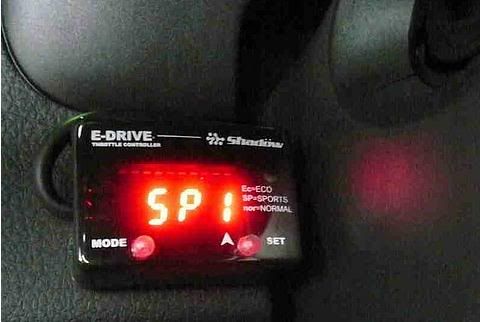 E-DRIVE Shadow
THROTTLE CONTROLLER
SP1
Ec=ECO
SP=SPORTS
nor=NORMAL
MODE SET